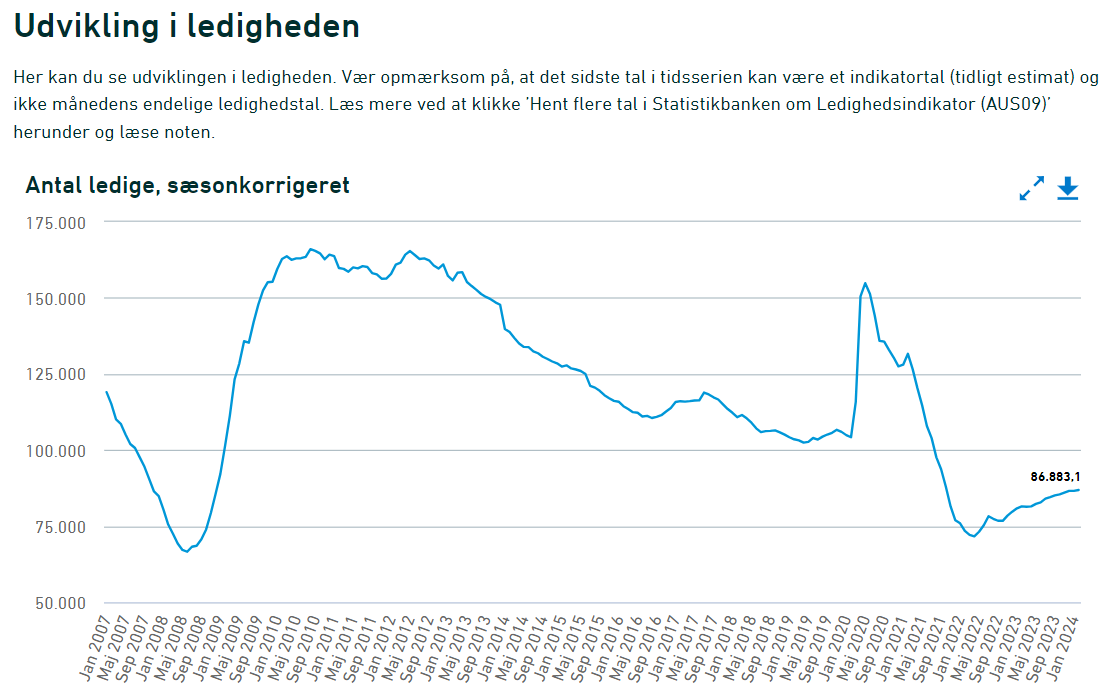 Udvikling i ledigheden
Her kan du se udviklingen i ledigheden. Vær opmærksom på, at det sidste tal i tidsserien kan være et indikatortal (tidligt estimat) og
ikke månedens endelige ledighedstal. Læs mere ved at klikke 'Hent flere tal i Statistikbanken om Ledighedsindikator (AUS09)'
herunder og læse noten.
Antal ledige, sæsonkorrigeret
175.000
150.000
125.000
100.000
75.000
50.000
86.883,1
Jan 2007
Maj 2007
Sep 2007
Jan 2008
Maj 2008
Sep 2008
Jan 2009
Maj 2009
Sep 2009
Jan 2010
Maj 2010
Sep 2010
Jan 2011
Maj 2011
Sep 2011
Jan 2012
Maj 2012
Sep 2012
Jan 2013
Maj 2013
Sep 2013
Jan 2014
Maj 2014
Sep 2014
Jan 2015
Maj 2015
Sep 2015
Jan 2016
Maj 2016
Sep 2016
Jan 2017
Maj 2017
Sep 2017
Jan 2018
Maj 2018
Sep 2018
Jan 2019
Maj 2019
Sep 2019
Jan 2020
Maj 2020
Sep 2020
Jan 2021
Maj 2021
Sep 2021
Jan 2022
Maj 2022
Sep 2022
Jan 2023
Maj 2023
Sep 2023
Jan 2024